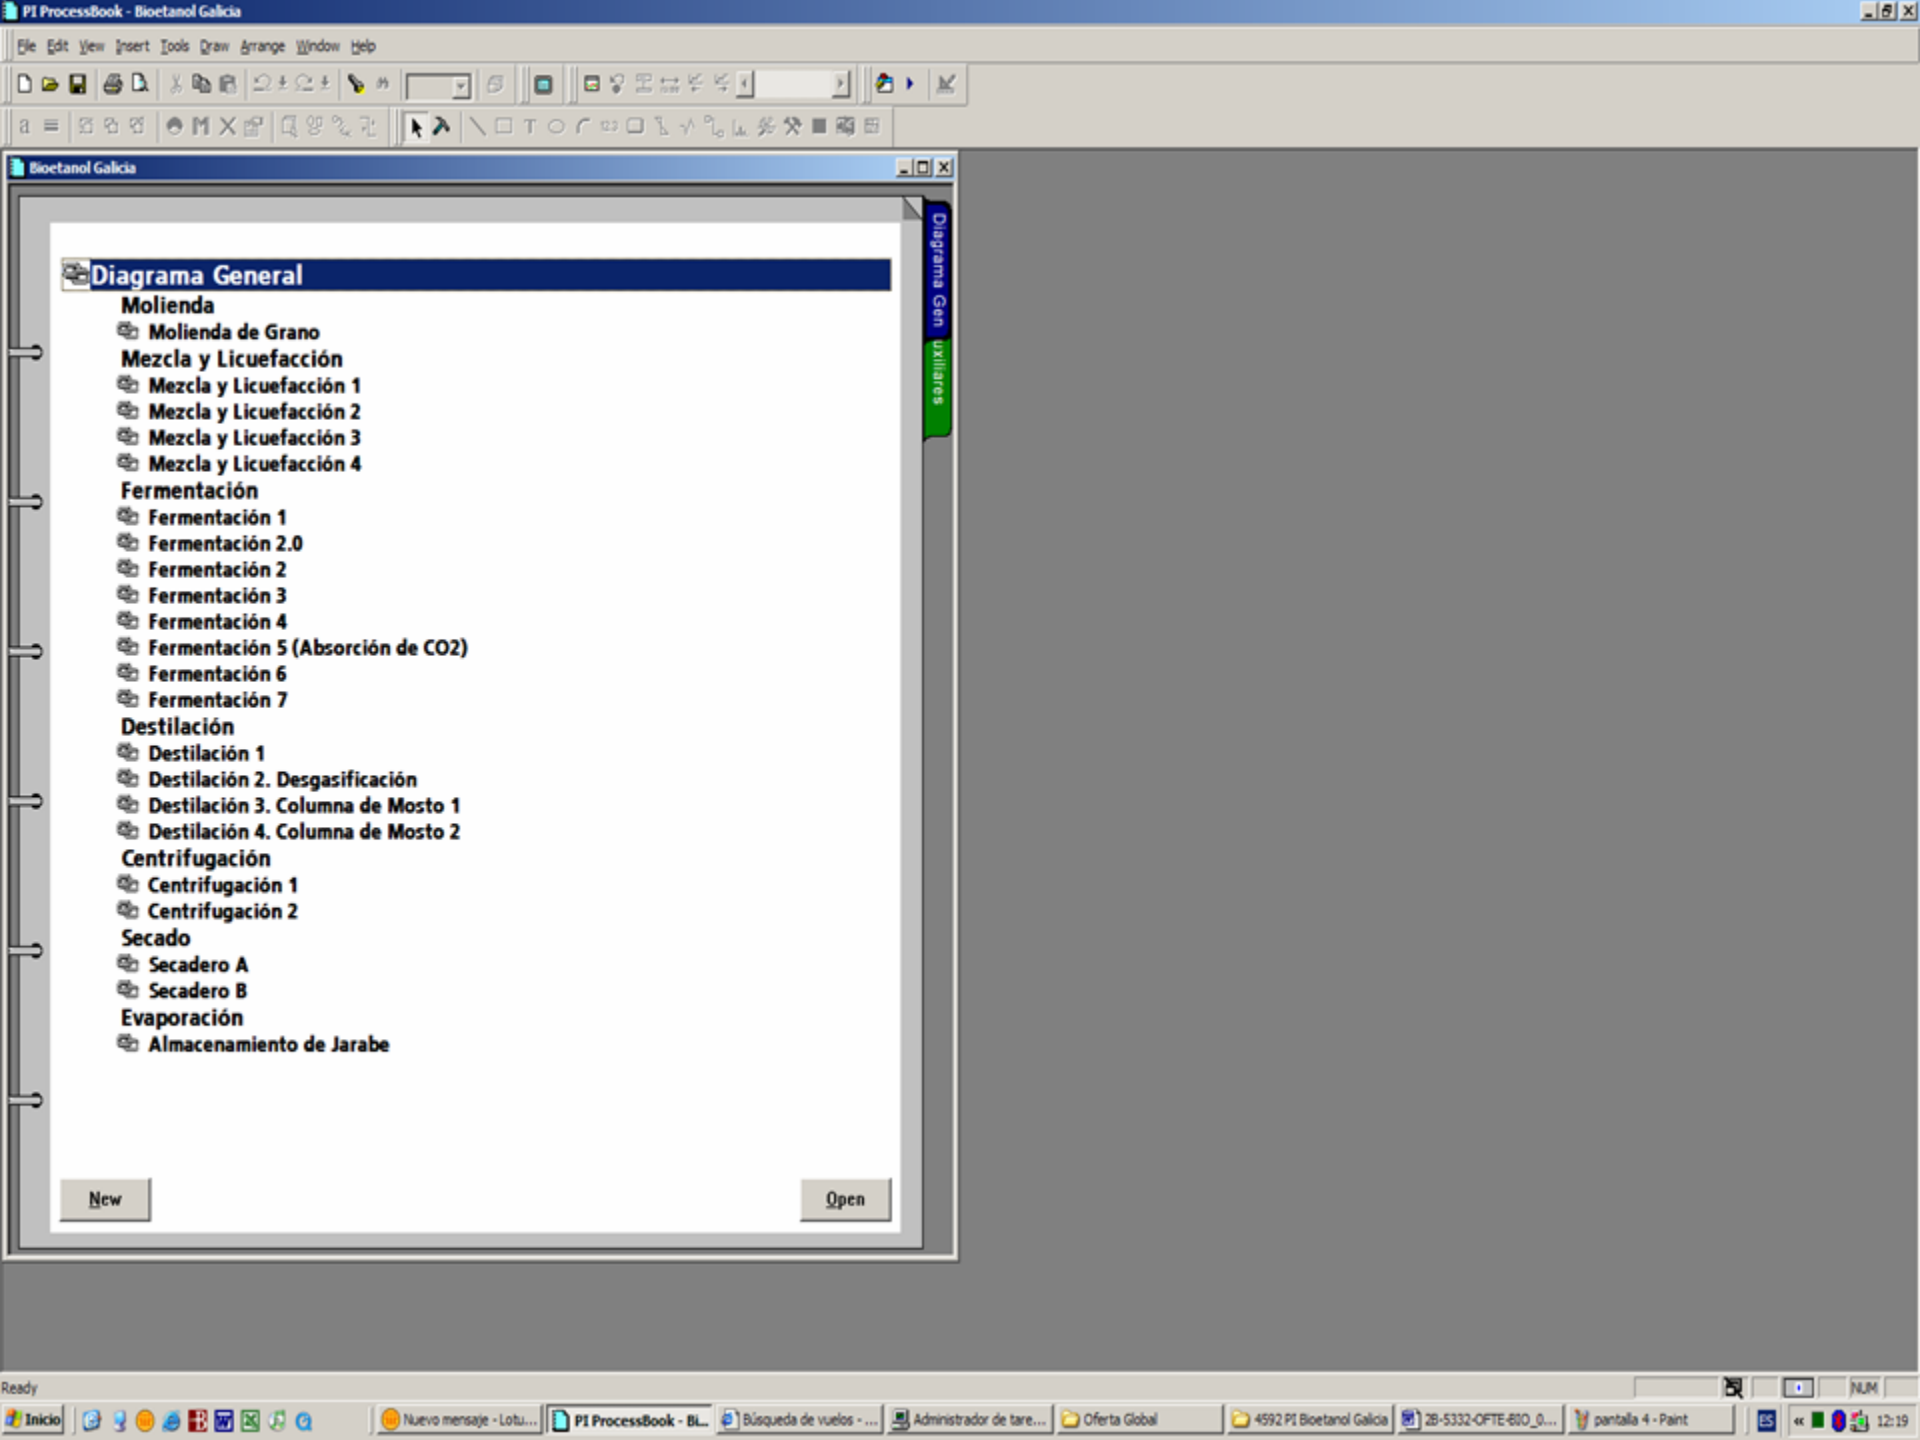 PI ProcessBook - Bioetanol Galicia
File Edit View Insert Tools Draw Arrange Window Help
Bioetanol Galicia
Diagrama General
Molienda
Molienda de Grano
Mezcla y Licuefacción
Mezcla y Licuefacción 1
Mezcla y Licuefacción 2
Mezcla y Licuefacción 3
Mezcla y Licuefacción 4
Fermentación
Fermentación 1
Fermentación 2.0
Fermentación 2
Fermentación 3
Fermentación 4
Fermentación 5 (Absorción de CO2)
Fermentación 6
Fermentación 7
Destilación
Destilación 1
Destilación 2. Desgasificación
Destilación 3. Columna de Mosto 1
Destilación 4. Columna de Mosto 2
Centrifugación
Centrifugación 1
Centrifugación 2
Secado
Secadero A
Secadero B
Evaporación
Almacenamiento de Jarabe
Diagrama Gen
uxiliares
New Open
Ready NUM
Inicio Nuevo mensaje - Lotu... PI ProcessBook - Bi... Búsqueda de vuelos - ... Administrador de tare... Oferta Global 4592 PI Bioetanol Galicia 2B-5332-OFTE-BIO_0... pantalla 4 - Paint ES « 12:19